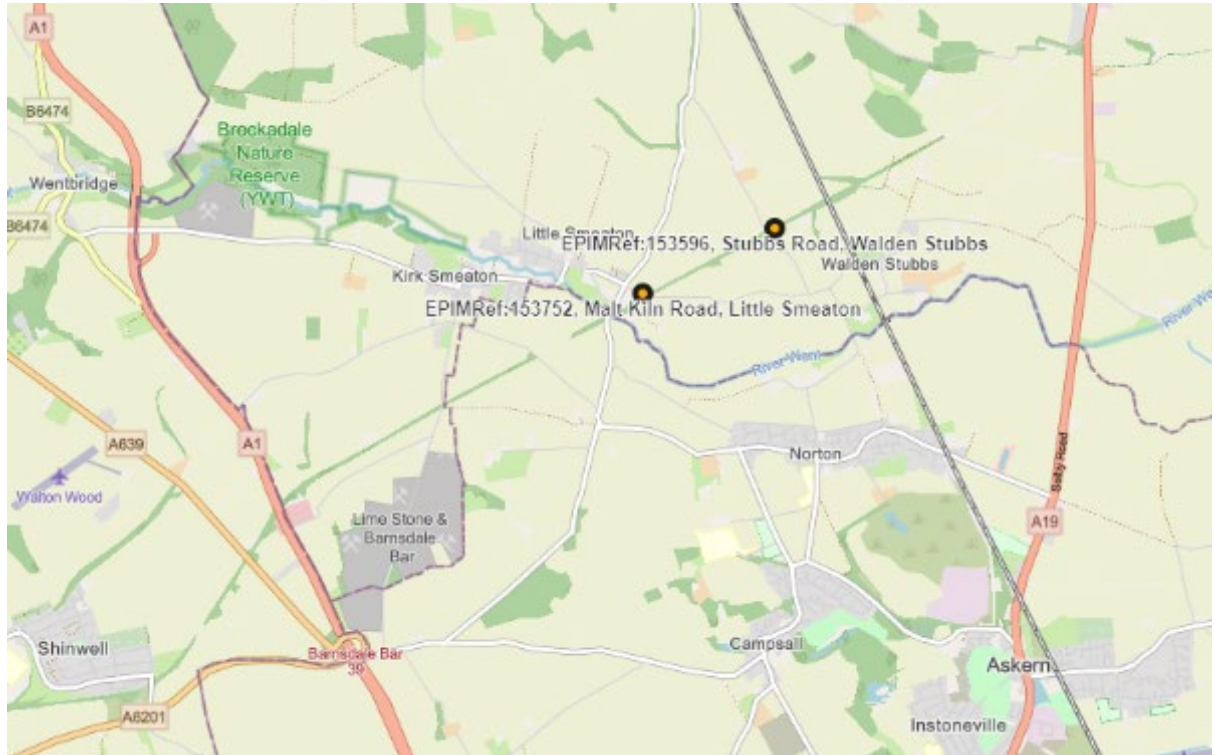 A1
B6474
Brockadale
Nature
Reserve
(YWT)
Wentbridge
B6474
Little Smeaton
EPIMRef:153596, Stubbs Road, Walden Stubbs
Walden Stubbs
Kirk Smeaton
EPIMRef:153752, Malt Kiln Road, Little Smeaton
River Went
River Went
A639
A1
Norton
Selby Road
Walton Wood
Lime Stone &
Barnsdale
Bar
A19
Shinwell
Barnsdale Bar
39
Campsall
Askern
A6201
Instoneville